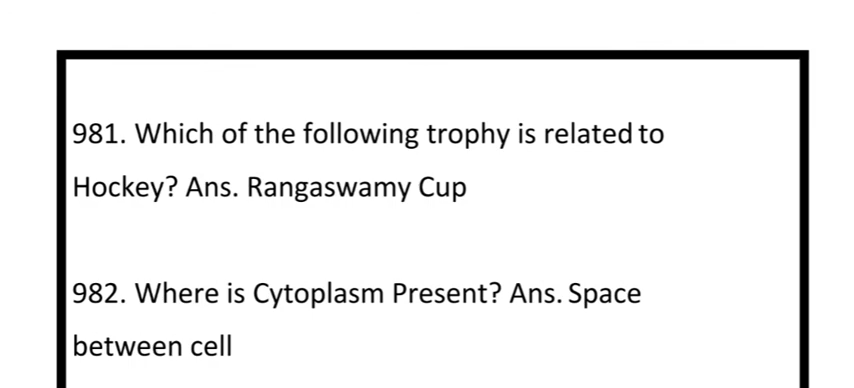 981. Which of the following trophy is related to
Hockey? Ans. Rangaswamy Cup
982. Where is Cytoplasm Present? Ans. Space
between cell